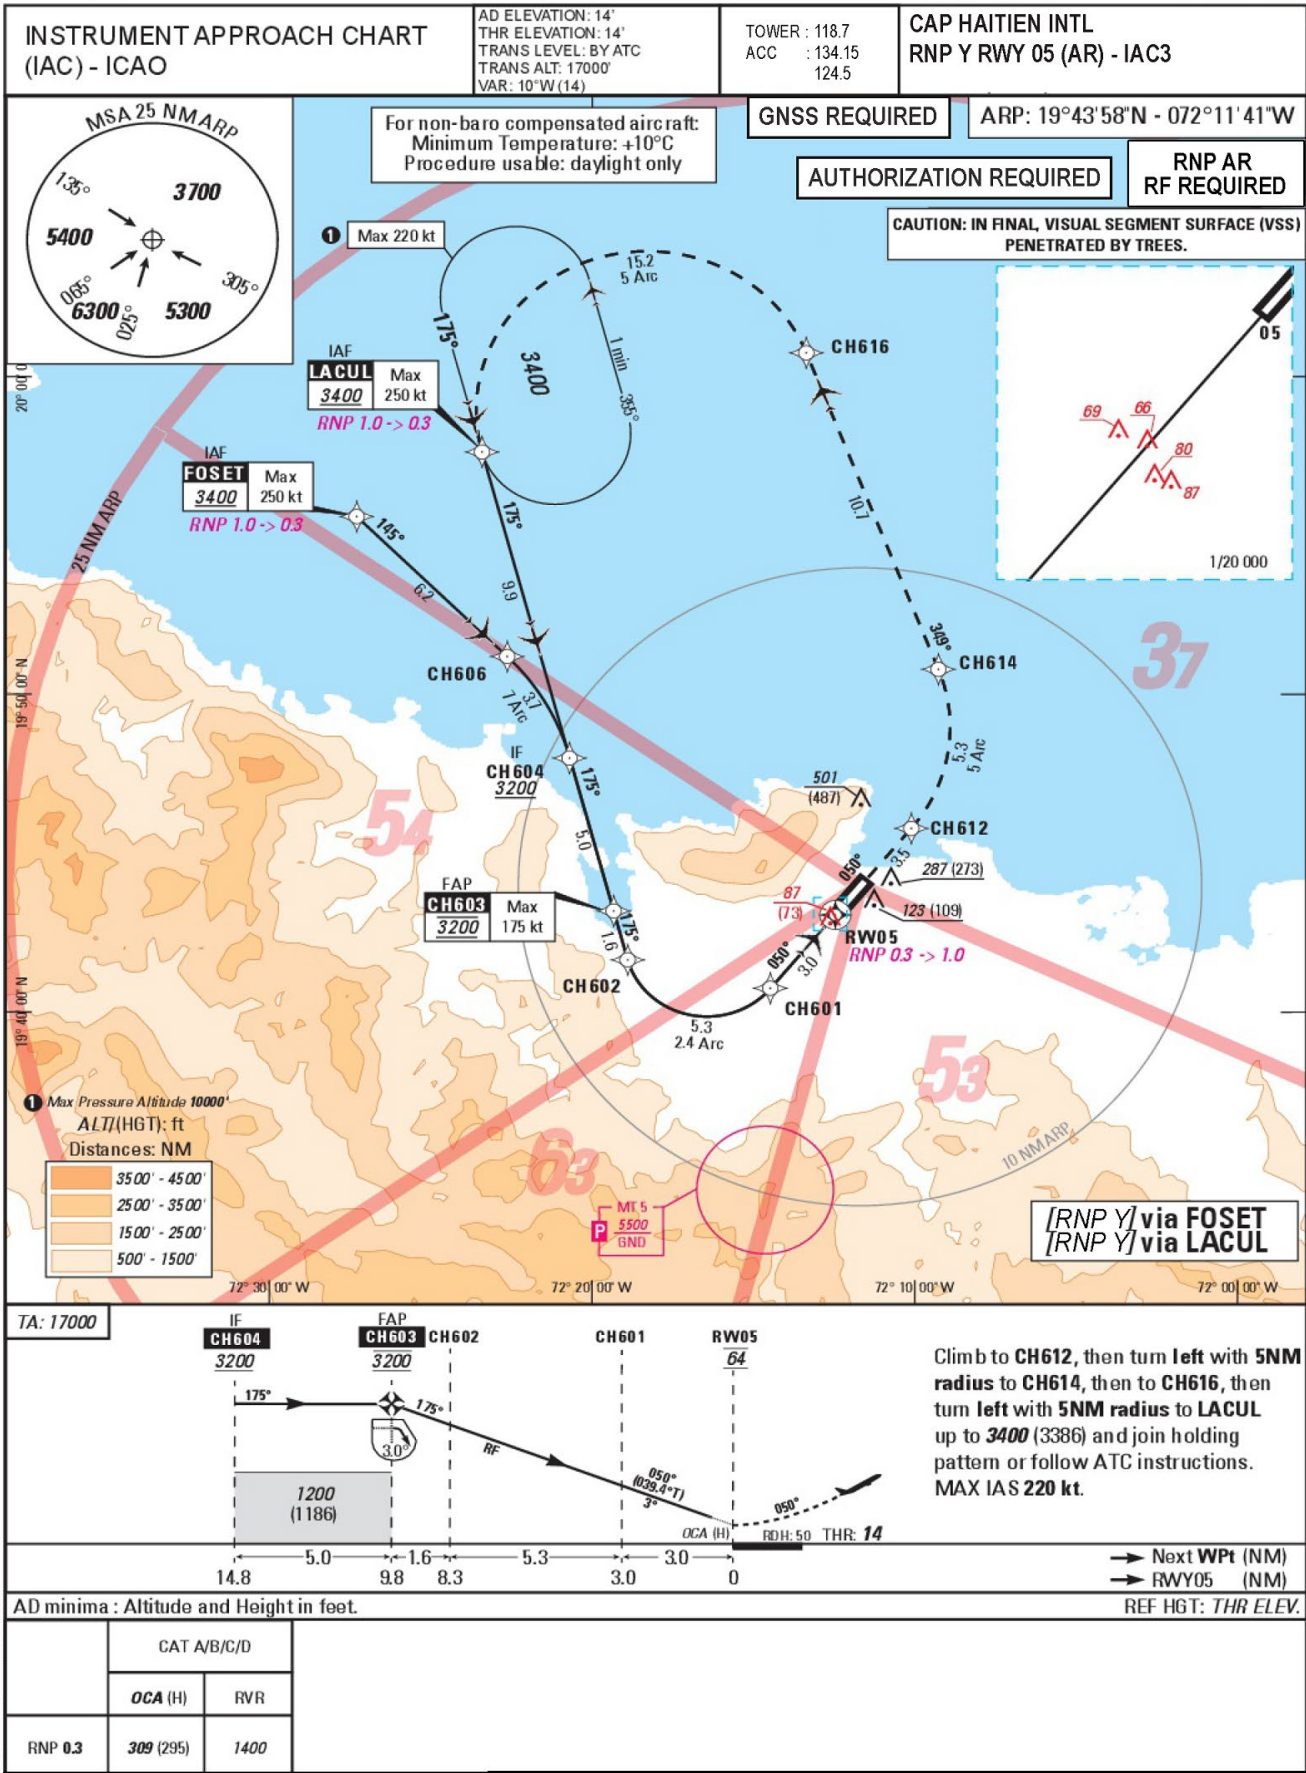 INSTRUMENT APPROACH CHART
(IAC) - ICAO
AD ELEVATION: 14'
THR ELEVATION: 14'
TRANS LEVEL: BY ATC
TRANS ALT: 17000'
VAR: 10°W (14)
TOWER : 118.7
ACC : 134.15
124.5
CAP HAITIEN INTL
RNP Y RWY 05 (AR) - IAC3
MSA 25 NM ARP
135°
3700
5400
065°
6300
025°
5300
305°
For non-baro compensated aircraft:
Minimum Temperature: +10°C
Procedure usable: daylight only
GNSS REQUIRED
ARP: 19°43'58"N - 072°11'41"W
AUTHORIZATION REQUIRED
RNP AR
RF REQUIRED
CAUTION: IN FINAL, VISUAL SEGMENT SURFACE (VSS)
PENETRATED BY TREES.
05
69
66
80
87
1/20 000
1 Max 220 kt
15.2
5 Arc
175°
3400
1 min
355°
CH616
IAF
LACUL
3400
Max
250 kt
RNP 1.0 -> 0.3
IAF
FOSET
3400
Max
250 kt
RNP 1.0 -> 0.3
20° 00' 0
25 NM ARP
145°
6.2
175°
9.9
10.7
349°
CH614
37
CH606
3.7
7 Arc
19° 50' 00" N
IF
CH604
3200
175°
5.0
5.3
5 Arc
54
501
(487)
CH612
3.5
050°
287 (273)
123 (109)
87
(73)
FAP
CH603
3200
Max
175 kt
175°
1.6
RW05
RNP 0.3 -> 1.0
050°
3.0
CH602
CH601
5.3
2.4 Arc
19° 40' 00" N
53
63
10 NM ARP
1 Max Pressure Altitude 10000'
ALT/(HGT): ft
Distances: NM
3500' - 4500'
2500' - 3500'
1500' - 2500'
500' - 1500'
MT 5
P
5500
GND
[RNP Y] via FOSET
[RNP Y] via LACUL
72° 30' 00" W
72° 20' 00" W
72° 10' 00" W
72° 00' 00" W
TA: 17000
IF
CH604
3200
FAP
CH603
3200
CH602
CH601
RW05
64
175°
175°
3.0°
RF
050°
(039.4°T)
3°
1200
(1186)
050°
OCA (H)
RDH: 50
THR: 14
5.0
1.6
5.3
3.0
14.8
9.8
8.3
3.0
0
Climb to CH612, then turn left with 5NM
radius to CH614, then to CH616, then
turn left with 5NM radius to LACUL
up to 3400 (3386) and join holding
pattern or follow ATC instructions.
MAX IAS 220 kt.
Next WPt (NM)
RWY05 (NM)
AD minima : Altitude and Height in feet.
REF HGT: THR ELEV.
CAT A/B/C/D
OCA (H)
RVR
RNP 0.3
309 (295)
1400